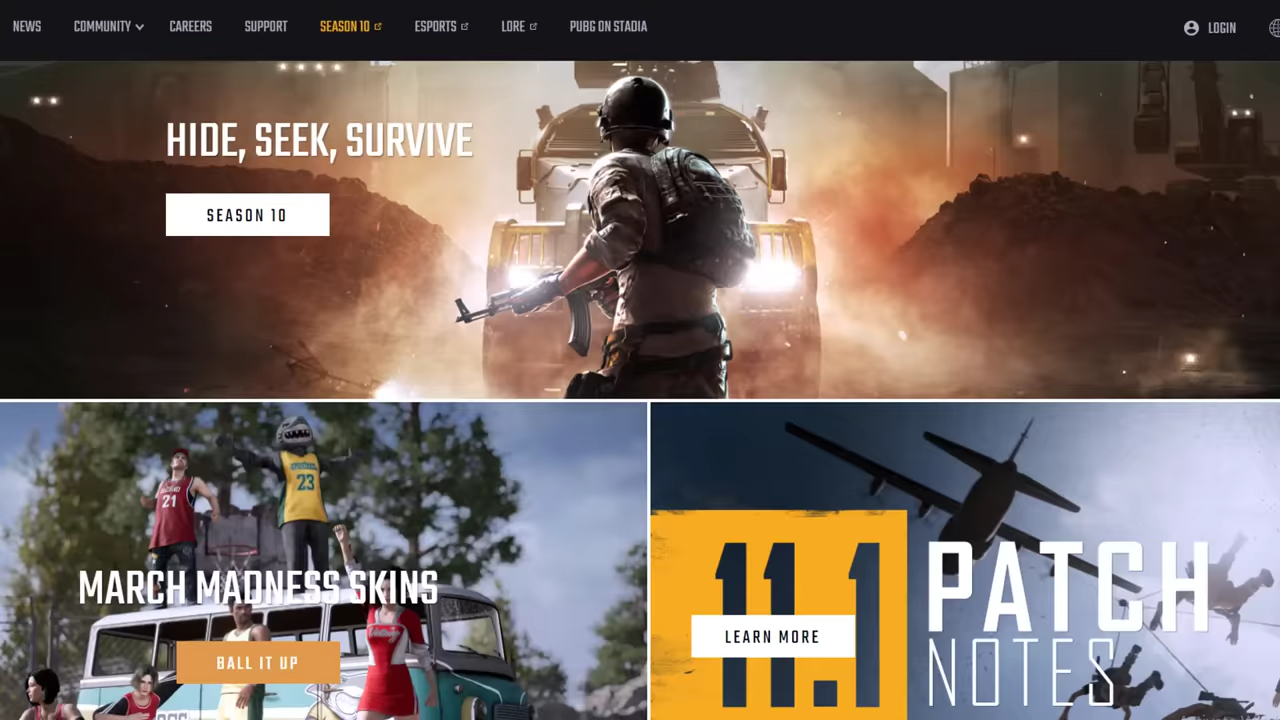 NEWS COMMUNITY CAREERS SUPPORT SEASON 10 ESPORTS LORE PUBG ON STADIA LOGIN
HIDE, SEEK, SURVIVE
SEASON 10
23
21
MARCH MADNESS SKINS
BALL IT UP
11.1 PATCH
NOTES
LEARN MORE